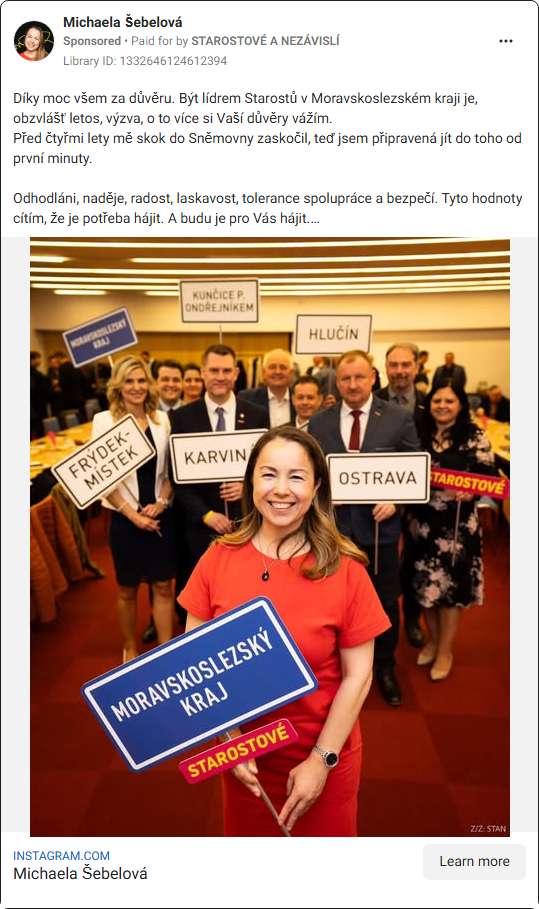 Michaela Šebelová
Sponsored • Paid for by STAROSTOVÉ A NEZÁVISLÍ
Library ID: 1332646124612394
Díky moc všem za důvěru. Být lídrem Starostů v Moravskoslezském kraji je,
obzvlášť letos, výzva, o to více si Vaší důvěry vážím.
Před čtyřmi lety mě skok do Sněmovny zaskočil, teď jsem připravená jít do toho od
první minuty.
Odhodláni, naděje, radost, laskavost, tolerance spolupráce a bezpečí. Tyto hodnoty
cítím, že je potřeba hájit. A budu je pro Vás hájit....
KUNČICE P.
ONDŘEJNÍKEM
MORAVSKOSLEZSKÝ
KRAJ
HLUČÍN
FRÝDEK-
MÍSTEK
KARVIN
OSTRAVA
STAROSTOVÉ
MORAVSKOSLEZSKÝ
KRAJ
STAROSTOVÉ
Z/Z: STAN
INSTAGRAM.COM
Michaela Šebelová
Learn more